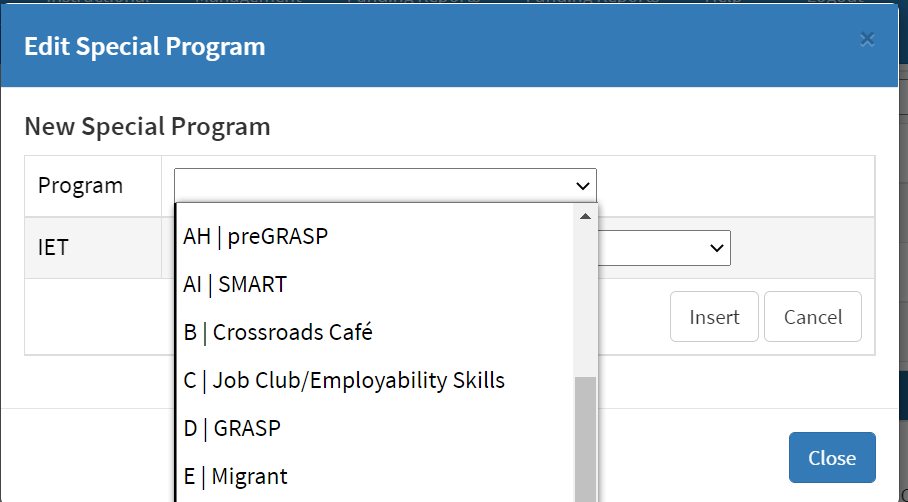 Edit Special Program ×
New Special Program
Program
AH | preGRASP
IET
AI | SMART
B | Crossroads Café
Insert Cancel
C | Job Club/Employability Skills
D | GRASP
E | Migrant
Close